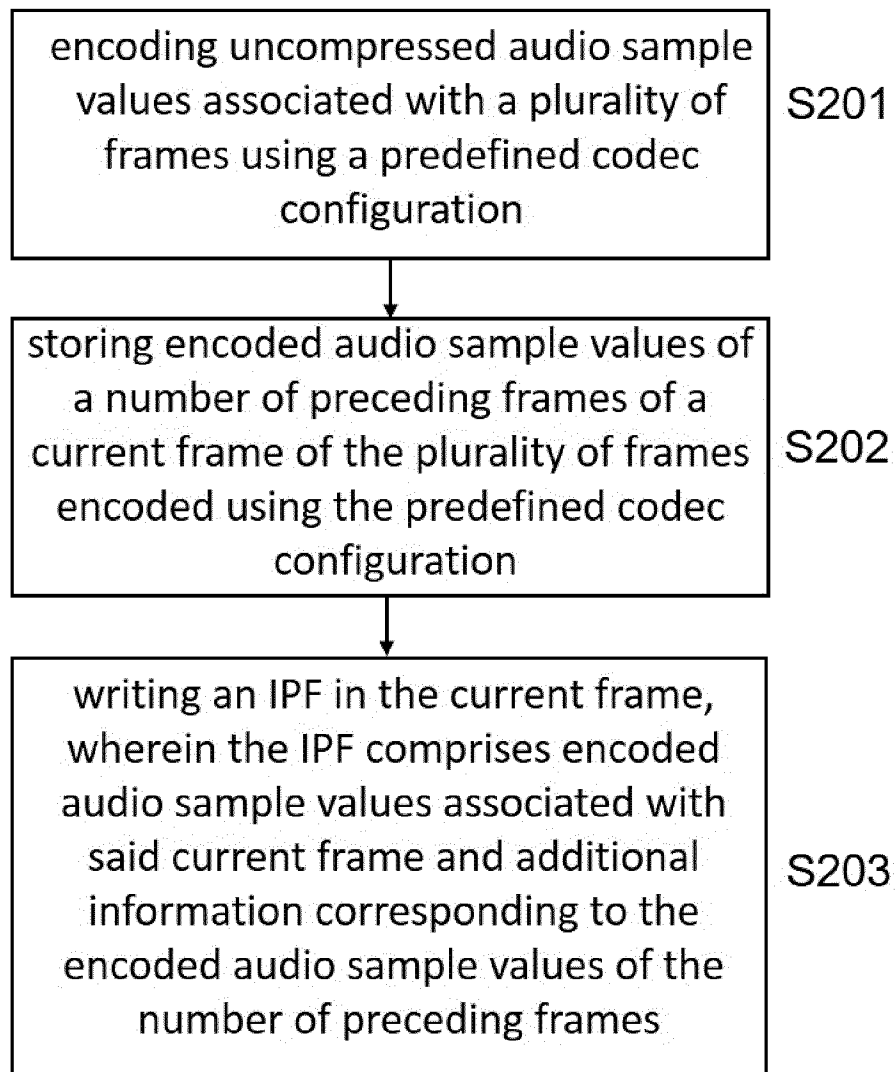 encoding uncompressed audio sample
values associated with a plurality of
frames using a predefined codec
configuration
S201
storing encoded audio sample values of
a number of preceding frames of a
current frame of the plurality of frames
encoded using the predefined codec
configuration
S202
writing an IPF in the current frame,
wherein the IPF comprises encoded
audio sample values associated with
said current frame and additional
information corresponding to the
encoded audio sample values of the
number of preceding frames
S203